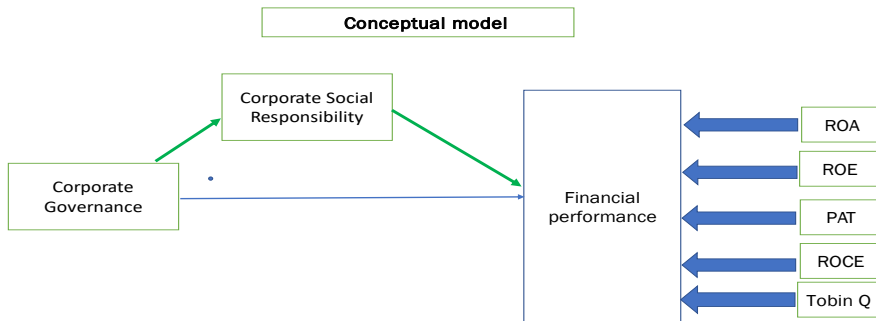 Conceptual model
Corporate Social
Responsibility
Corporate
Governance
Financial
performance
ROA
ROE
PAT
ROCE
Tobin Q